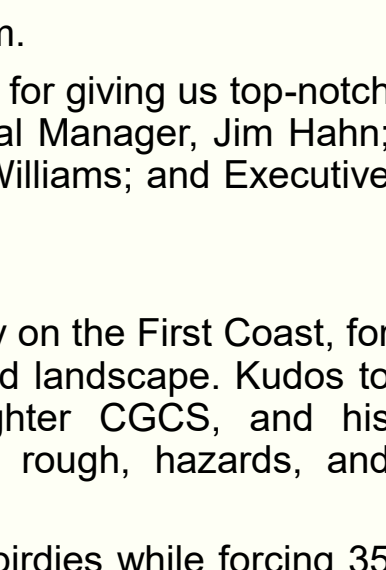 m.
for giving us top-notch
al Manager, Jim Hahn;
Williams; and Executive
y on the First Coast, for
d landscape. Kudos to
ghter CGCS, and his
rough, hazards, and
birdies while forcing 35